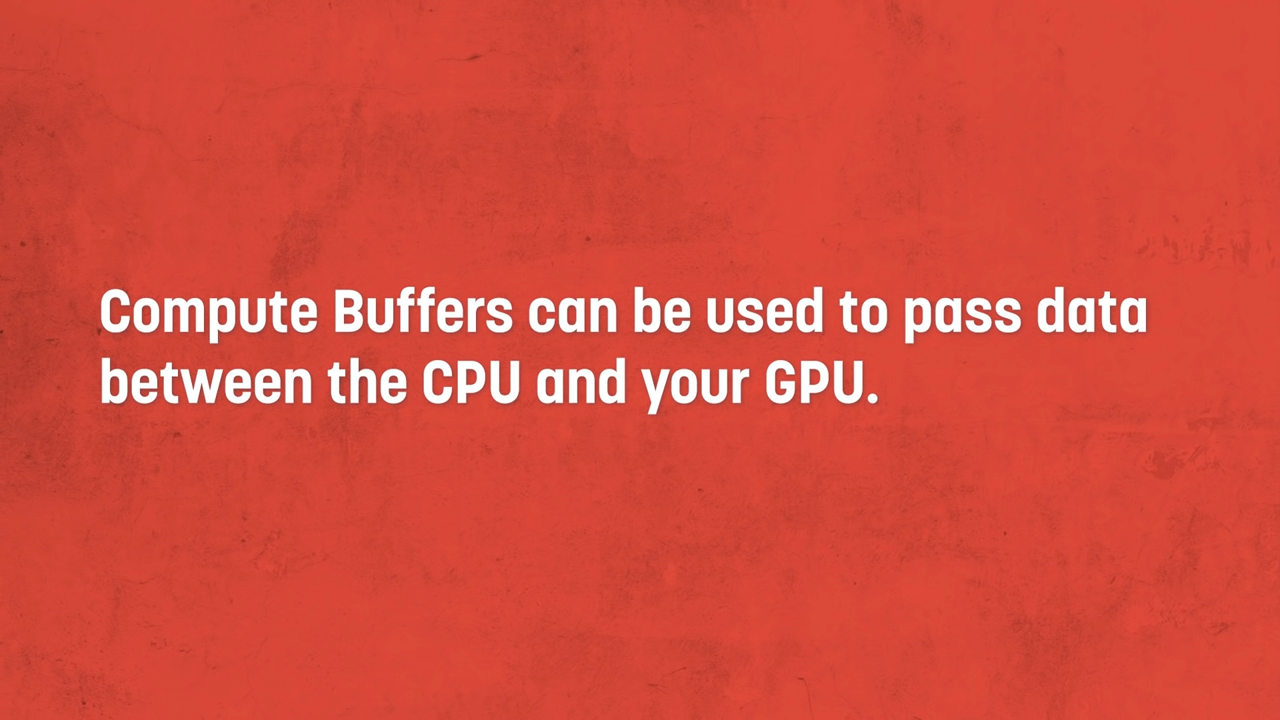 Compute Buffers can be used to pass data
between the CPU and your GPU.